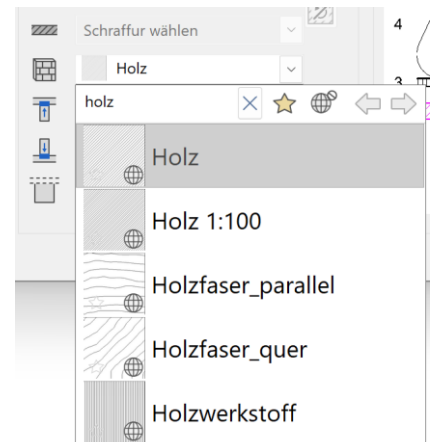 Schraffur wählen
4
Holz
3
holz
Holz
Holz 1:100
Holzfaser_parallel
Holzfaser_quer
Holzwerkstoff